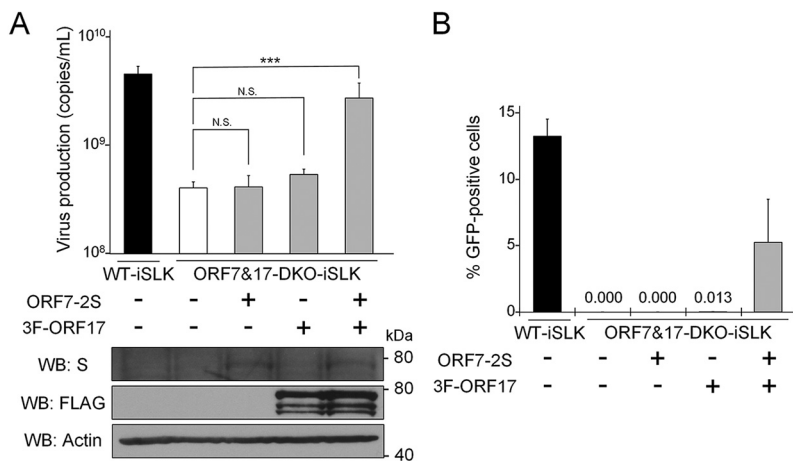 A
Virus production (copies/mL)
10^10
10^9
10^8
***
N.S.
N.S.
WT-iSLK ORF7&17-DKO-iSLK
ORF7-2S - - + - +
3F-ORF17 - - - + +
kDa
WB: S - 80
WB: FLAG 80
WB: Actin
- 40
B
% GFP-positive cells
15
10
5
0
0.000 0.000 0.013
WT-iSLK ORF7&17-DKO-iSLK
ORF7-2S - - + - +
3F-ORF17 - - - + +